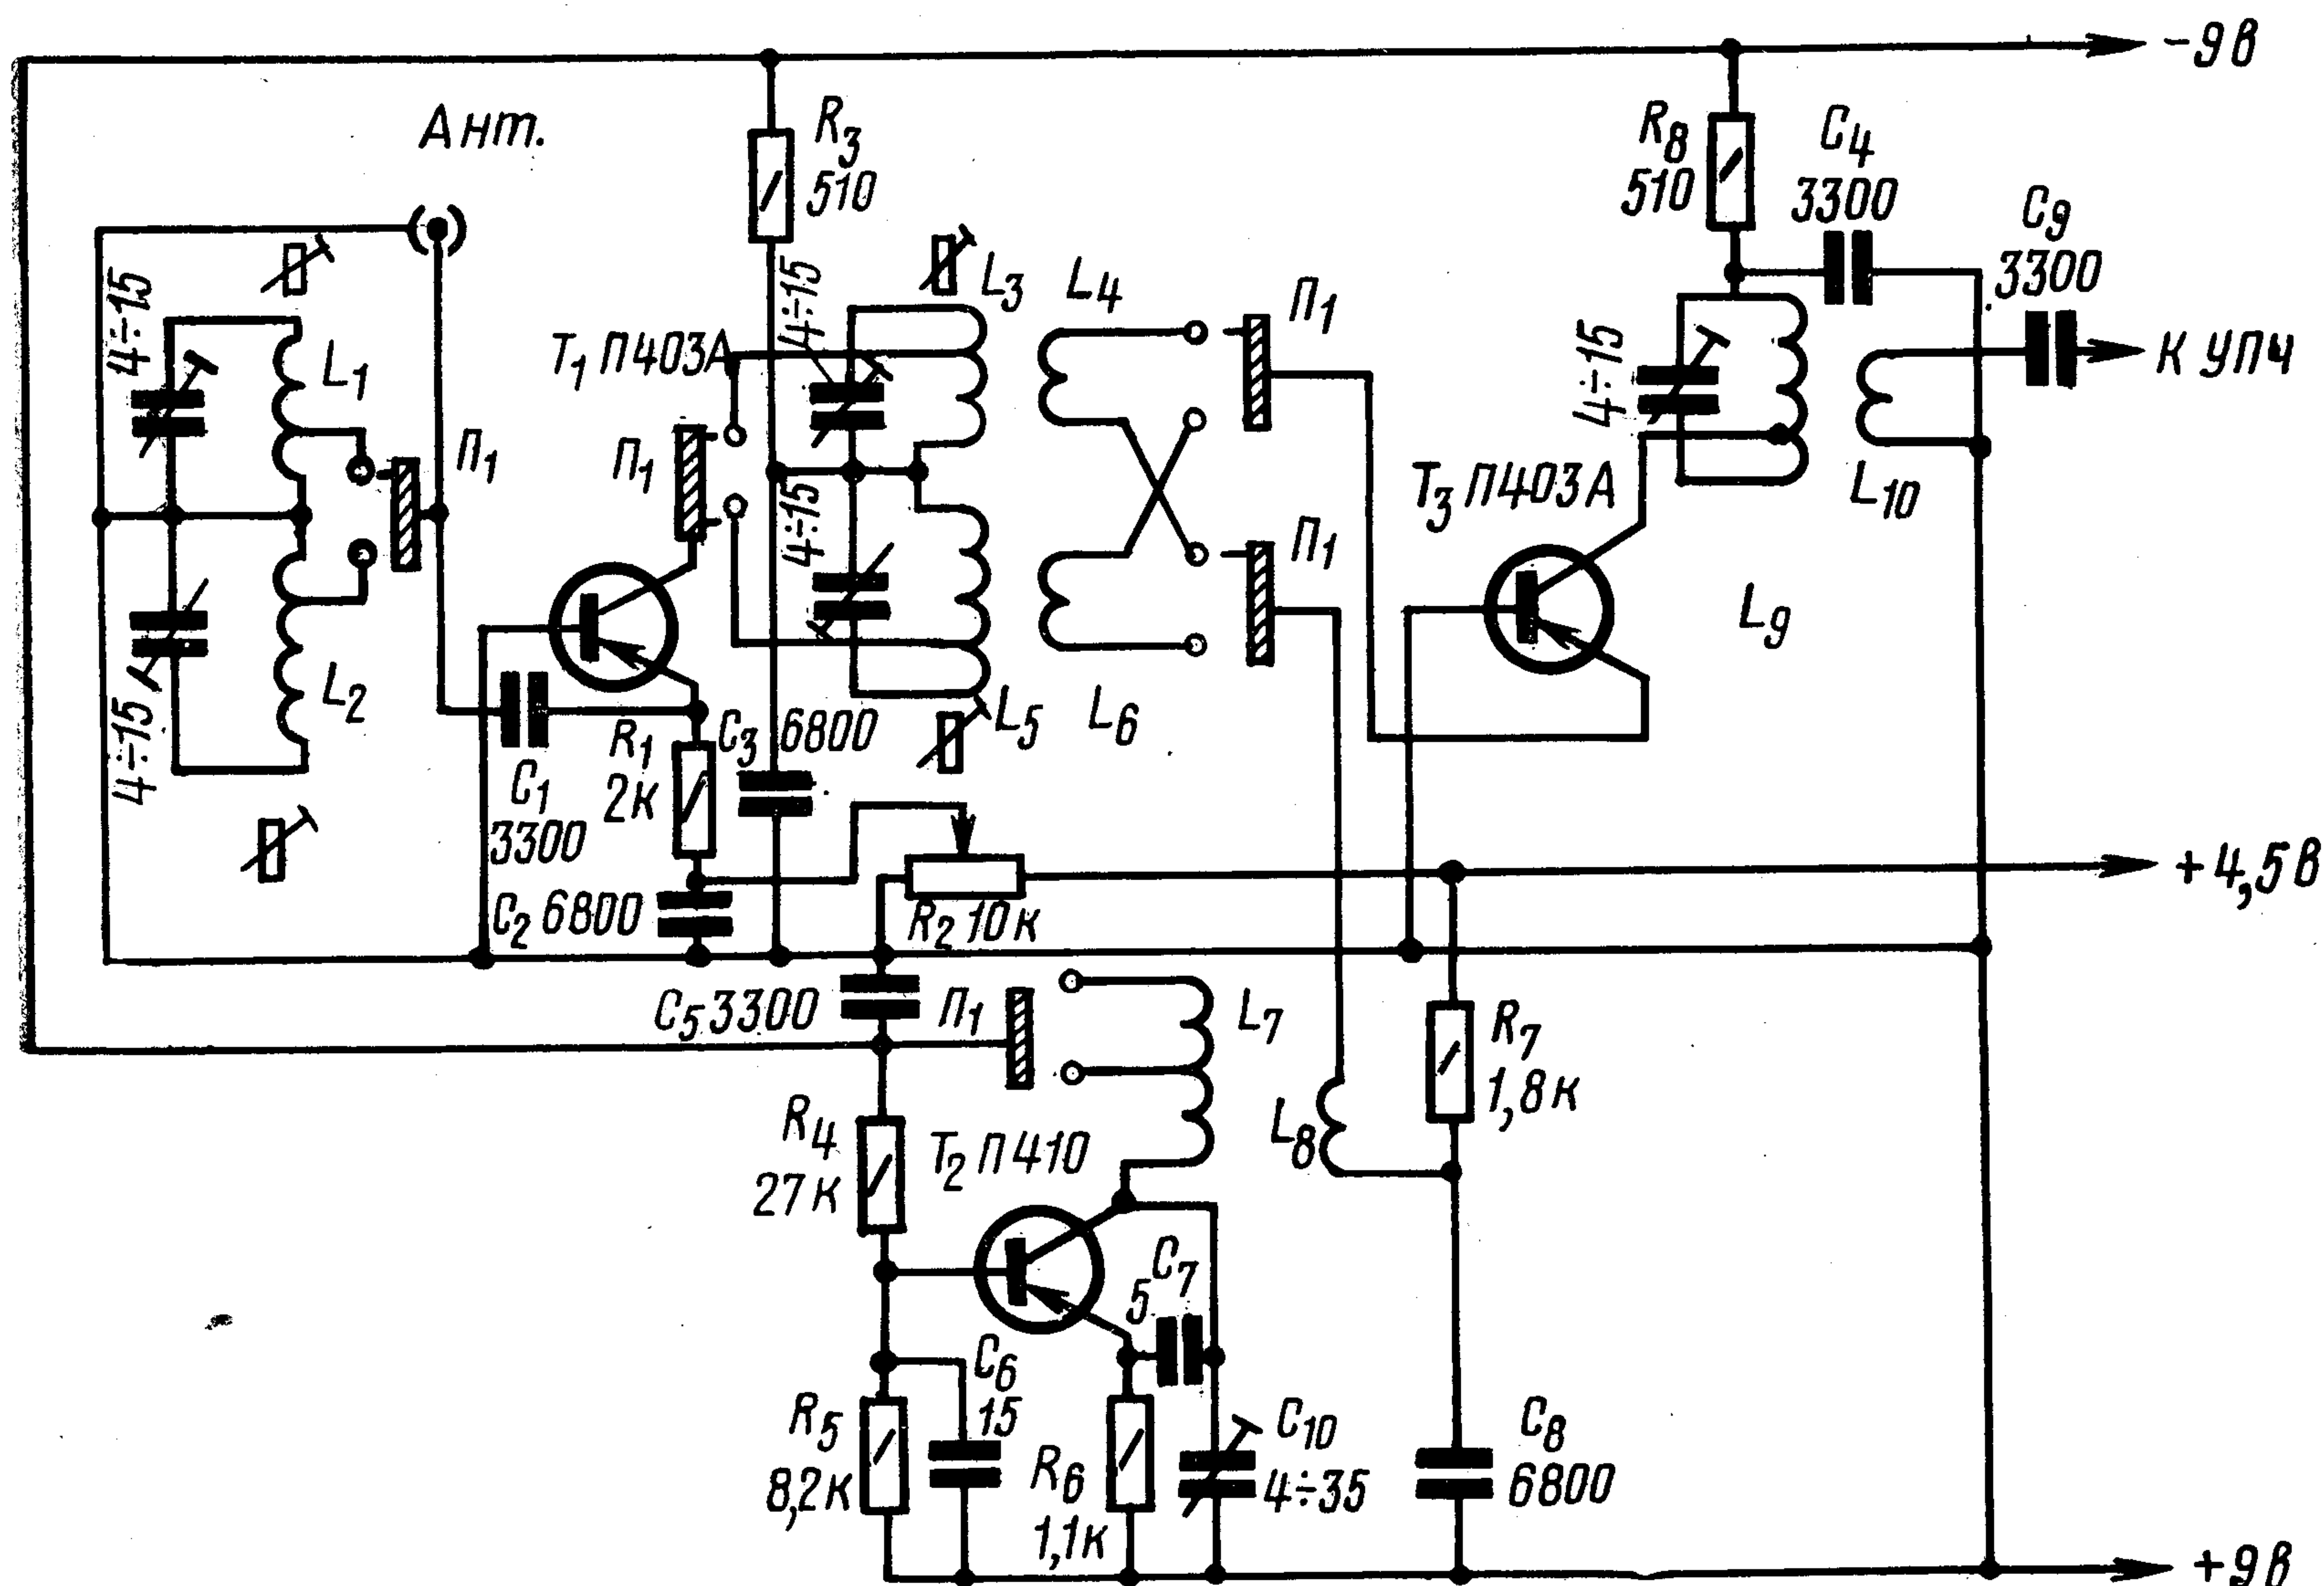 -9в
Ант.
R3
510
R8
510
C4
3300
C9
3300
4÷15
L1
П1
T1 П403А
П1
4÷15
L3
L4
П1
4÷15
К УПЧ
L10
T3 П403А
4÷15
L2
4÷15
L5
L6
П1
L9
C1
3300
R1
2к
C3 6800
C2 6800
R2 10к
+4,5в
C5 3300
П1
L7
R7
1,8к
R4
27к
T2 П410
L8
C7
5
C6
15
R5
8,2к
R6
1,1к
C10
4÷35
C8
6800
+9в